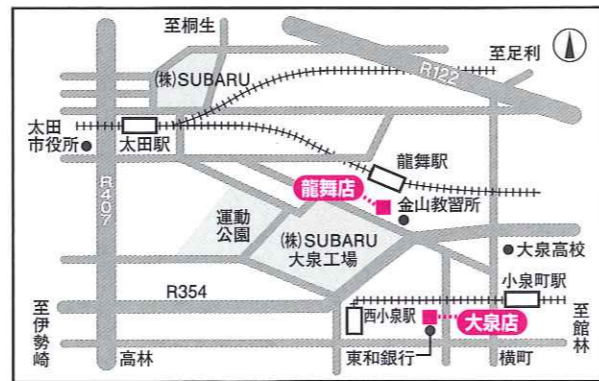 至桐生
至足利
R122
(株)SUBARU
太田
市役所
太田駅
龍舞駅
R407
龍舞店
金山教習所
運動
公園
(株)SUBARU
大泉工場
大泉高校
小泉町駅
R354
至伊勢崎
西小泉駅
大泉店
至館林
高林
東和銀行
横町